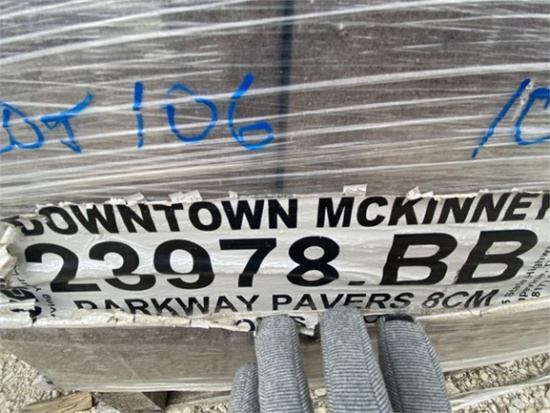 LOT 106
DOWNTOWN MCKINNEY
23978.BB
PARKWAY PAVERS 8CM